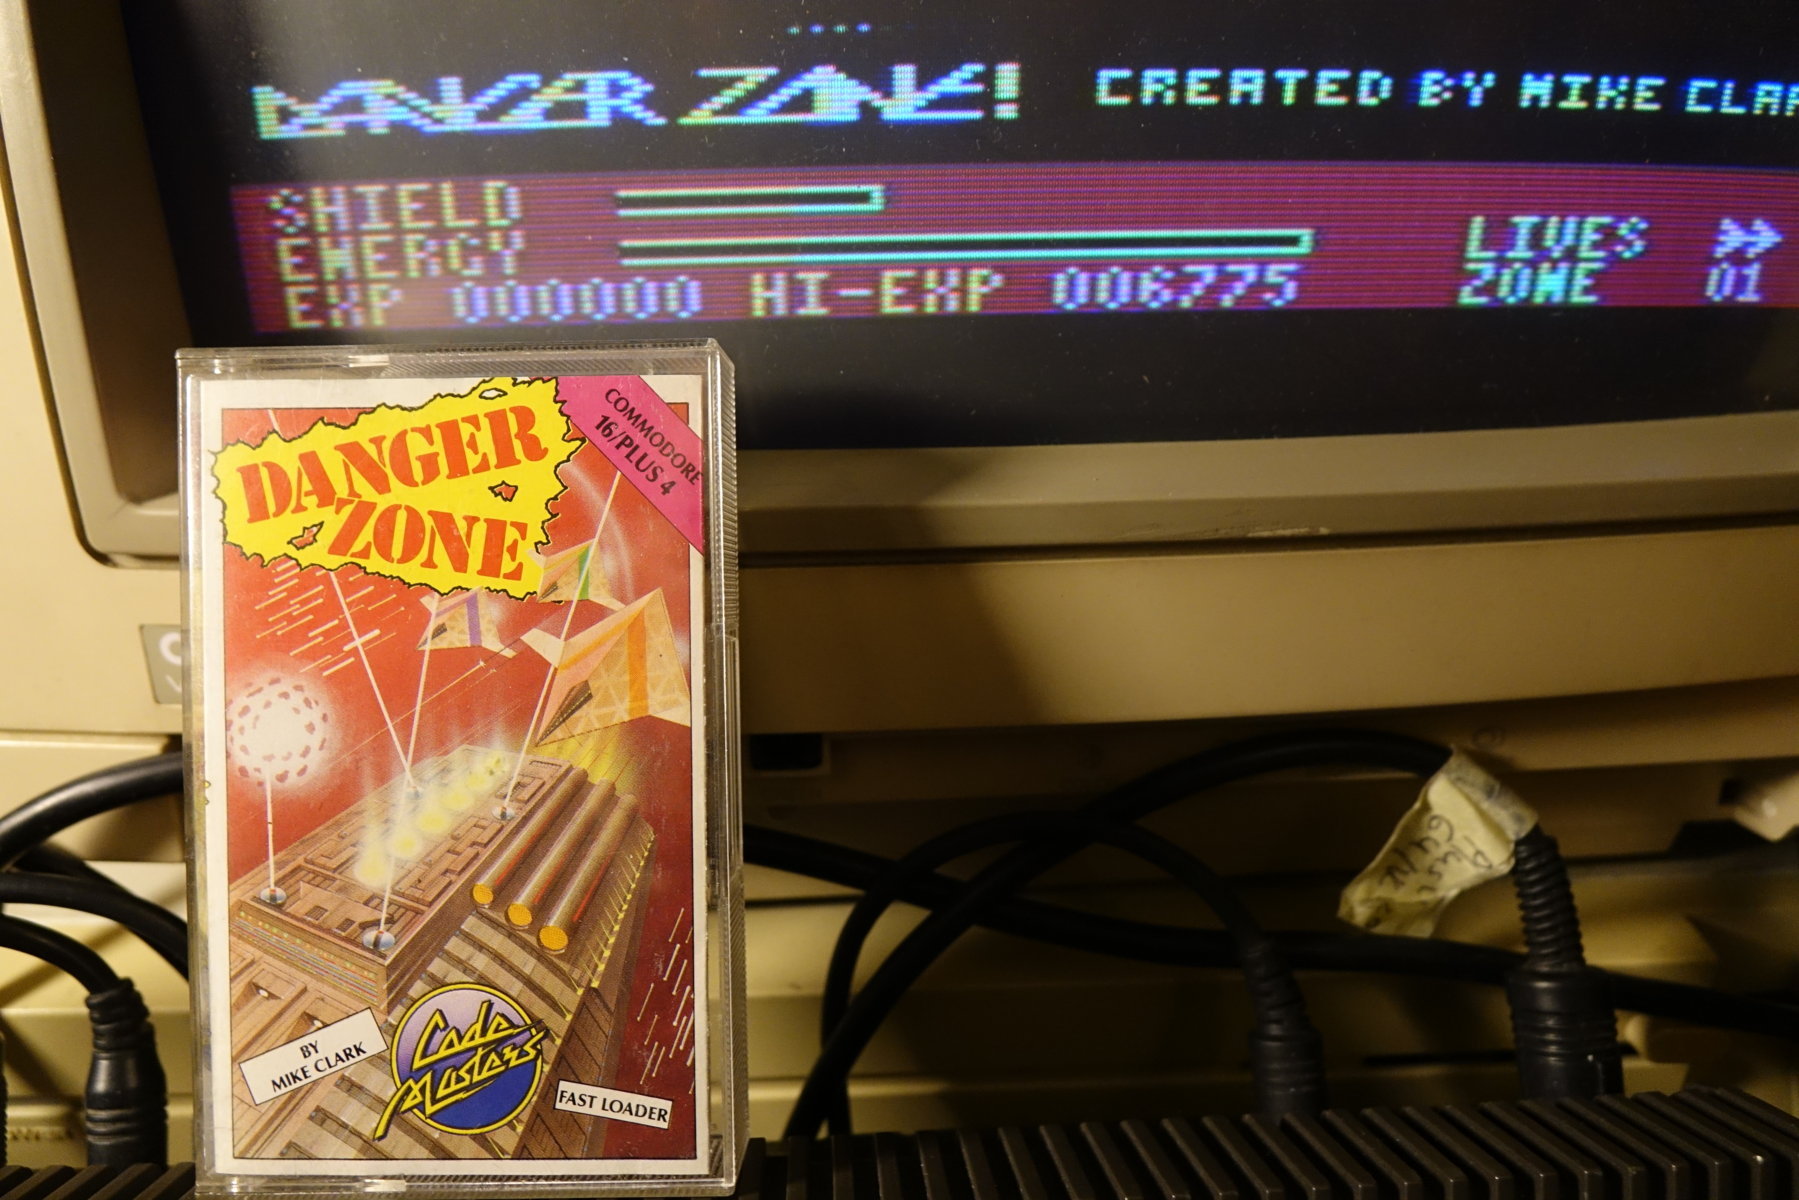 DANGER ZONE! CREATED BY MIKE CLAR
SHIELD
ENERGY
EXP 000000 HI-EXP 006775
LIVES
ZONE 01
DANGER
ZONE
COMMODORE
16/PLUS 4
BY
MIKE CLARK
Code
Masters
FAST LOADER